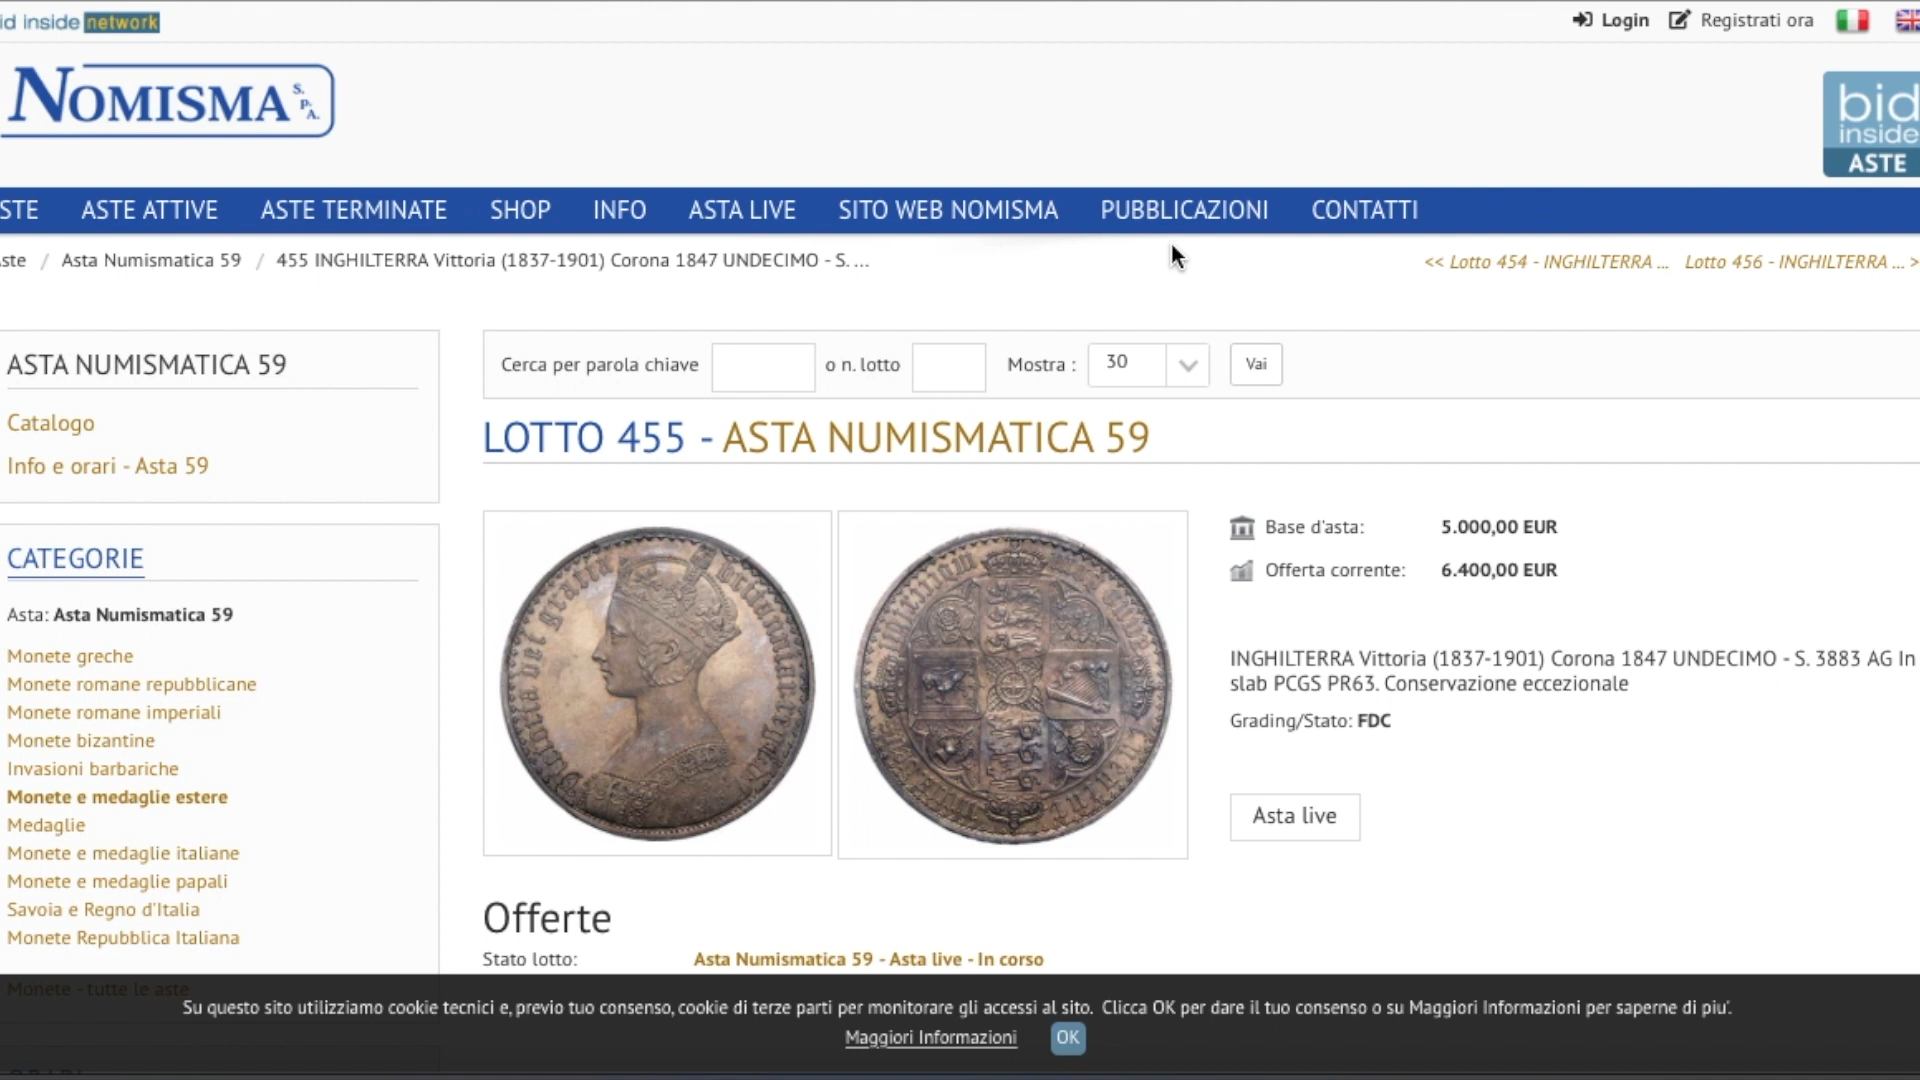 id inside network
Login Registrati ora
NOMISMA S.P.A.
bid
inside
ASTE
STE ASTE ATTIVE ASTE TERMINATE SHOP INFO ASTA LIVE SITO WEB NOMISMA PUBBLICAZIONI CONTATTI
ste / Asta Numismatica 59 / 455 INGHILTERRA Vittoria (1837-1901) Corona 1847 UNDECIMO - S. ...
<< Lotto 454 - INGHILTERRA ... Lotto 456 - INGHILTERRA ... >
ASTA NUMISMATICA 59
Catalogo
Info e orari - Asta 59
CATEGORIE
Asta: Asta Numismatica 59
Monete greche
Monete romane repubblicane
Monete romane imperiali
Monete bizantine
Invasioni barbariche
Monete e medaglie estere
Medaglie
Monete e medaglie italiane
Monete e medaglie papali
Savoia e Regno d'Italia
Monete Repubblica Italiana
Monete - tutte le aste
Cerca per parola chiave o n. lotto Mostra : 30 Vai
LOTTO 455 - ASTA NUMISMATICA 59
Base d'asta: 5.000,00 EUR
Offerta corrente: 6.400,00 EUR
INGHILTERRA Vittoria (1837-1901) Corona 1847 UNDECIMO - S. 3883 AG In
slab PCGS PR63. Conservazione eccezionale
Grading/Stato: FDC
Asta live
Offerte
Stato lotto: Asta Numismatica 59 - Asta live - In corso
Su questo sito utilizziamo cookie tecnici e, previo tuo consenso, cookie di terze parti per monitorare gli accessi al sito. Clicca OK per dare il tuo consenso o su Maggiori Informazioni per saperne di piu'.
Maggiori Informazioni OK